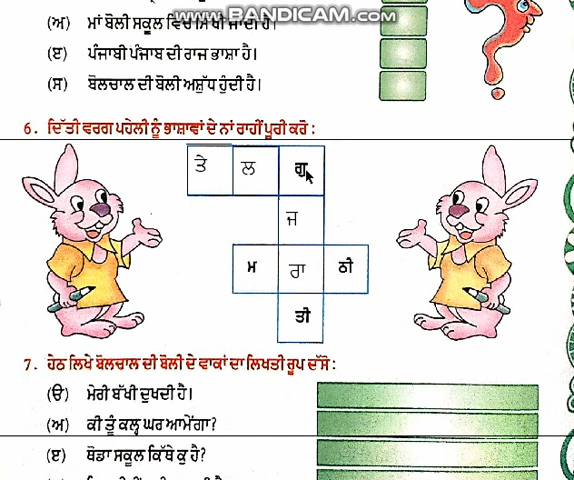 WWW.BANDICAM.COM
(ਅ) ਮਾਂ ਬੋਲੀ ਸਕੂਲ ਵਿਚ ਸਿੱਖੀ ਜਾਂਦੀ ਹੈ।
(ੲ) ਪੰਜਾਬੀ ਪੰਜਾਬ ਦੀ ਰਾਜ ਭਾਸ਼ਾ ਹੈ।
(ਸ) ਬੋਲਚਾਲ ਦੀ ਬੋਲੀ ਅਸ਼ੁੱਧ ਹੁੰਦੀ ਹੈ।
6. ਦਿੱਤੀ ਵਰਗ ਪਹੇਲੀ ਨੂੰ ਭਾਸ਼ਾਵਾਂ ਦੇ ਨਾਂ ਰਾਹੀਂ ਪੂਰੀ ਕਰੋ :
ਤੇ ਲ ਗੁ
ਜ
ਮ ਰਾ ਠੀ
ਤੀ
7. ਹੇਠ ਲਿਖੇ ਬੋਲਚਾਲ ਦੀ ਬੋਲੀ ਦੇ ਵਾਕਾਂ ਦਾ ਲਿਖਤੀ ਰੂਪ ਦੱਸੋ :
(ੳ) ਮੇਰੀ ਬੱਖੀ ਦੁਖਦੀ ਹੈ।
(ਅ) ਕੀ ਤੂੰ ਕਲ੍ਹ ਘਰ ਆਮੇਂਗਾ?
(ੲ) ਥੋਡਾ ਸਕੂਲ ਕਿੱਥੇ ਕੁ ਹੈ?